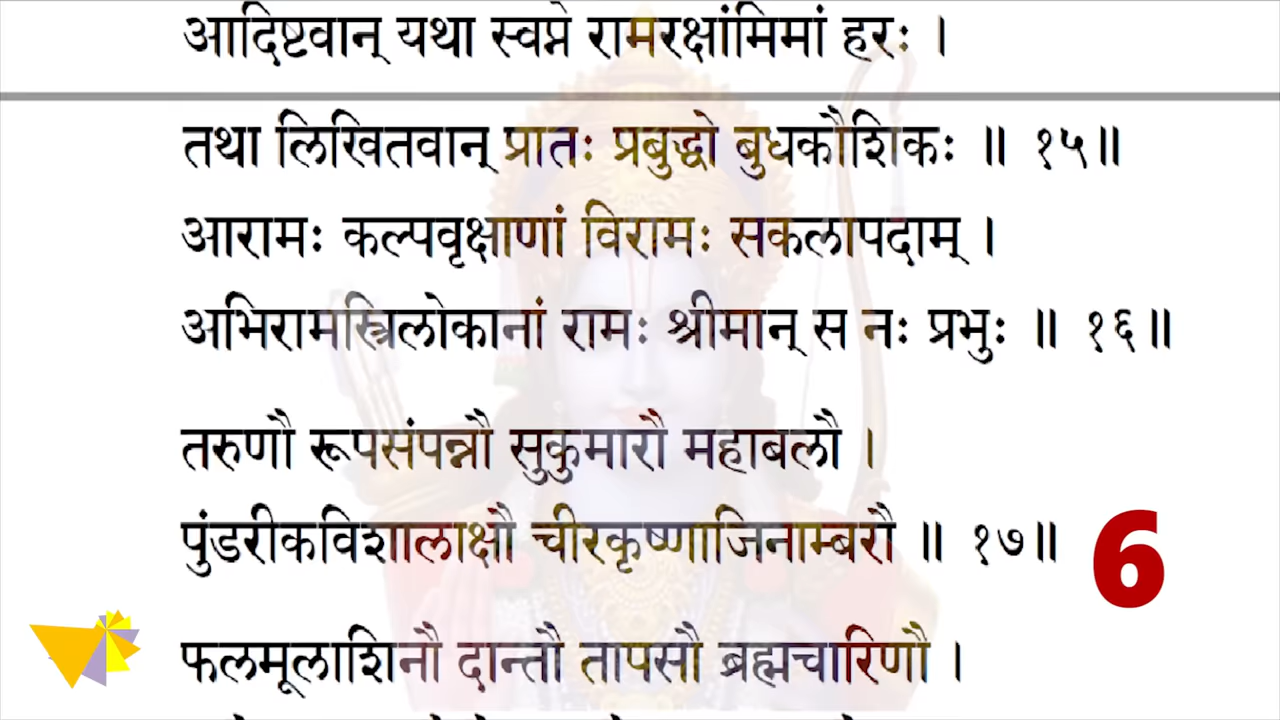 आदिष्टवान् यथा स्वप्ने रामरक्षांमिमां हरः ।
तथा लिखितवान् प्रातः प्रबुद्धो बुधकौशिकः ॥ १५॥
आरामः कल्पवृक्षाणां विरामः सकलापदाम् ।
अभिरामस्त्रिलोकानां रामः श्रीमान् स नः प्रभुः ॥ १६॥
तरुणौ रूपसंपन्नौ सुकुमारौ महाबलौ ।
पुंडरीकविशालाक्षौ चीरकृष्णाजिनाम्बरौ ॥ १७॥
6
फलमूलाशिनौ दान्तौ तापसौ ब्रह्मचारिणौ ।